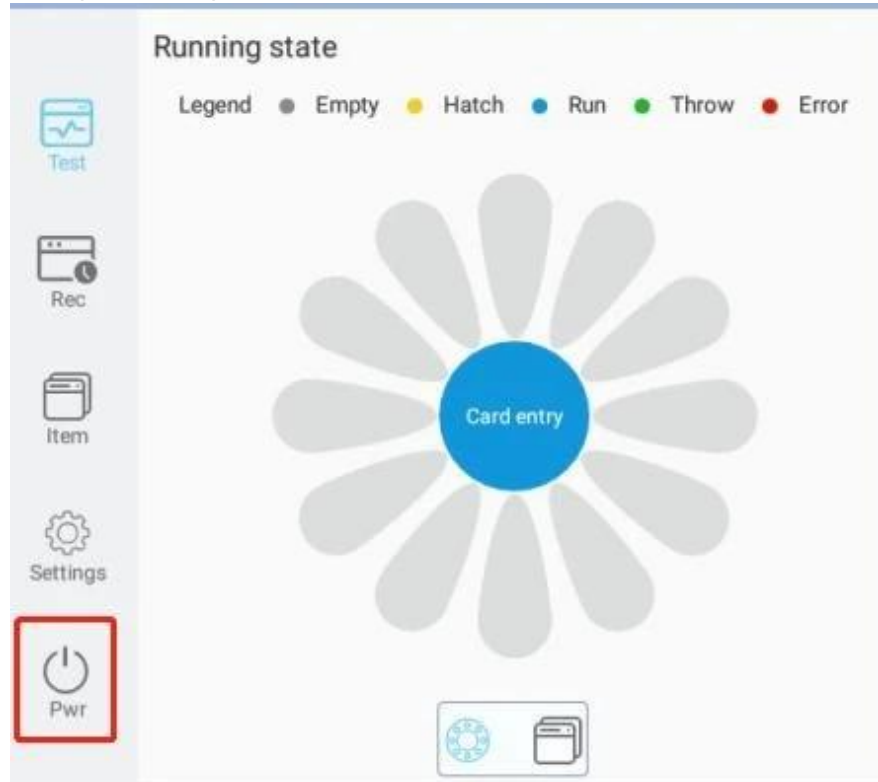 Running state
Legend Empty Hatch Run Throw Error
Test
Rec
Card entry
Item
Settings
Pwr